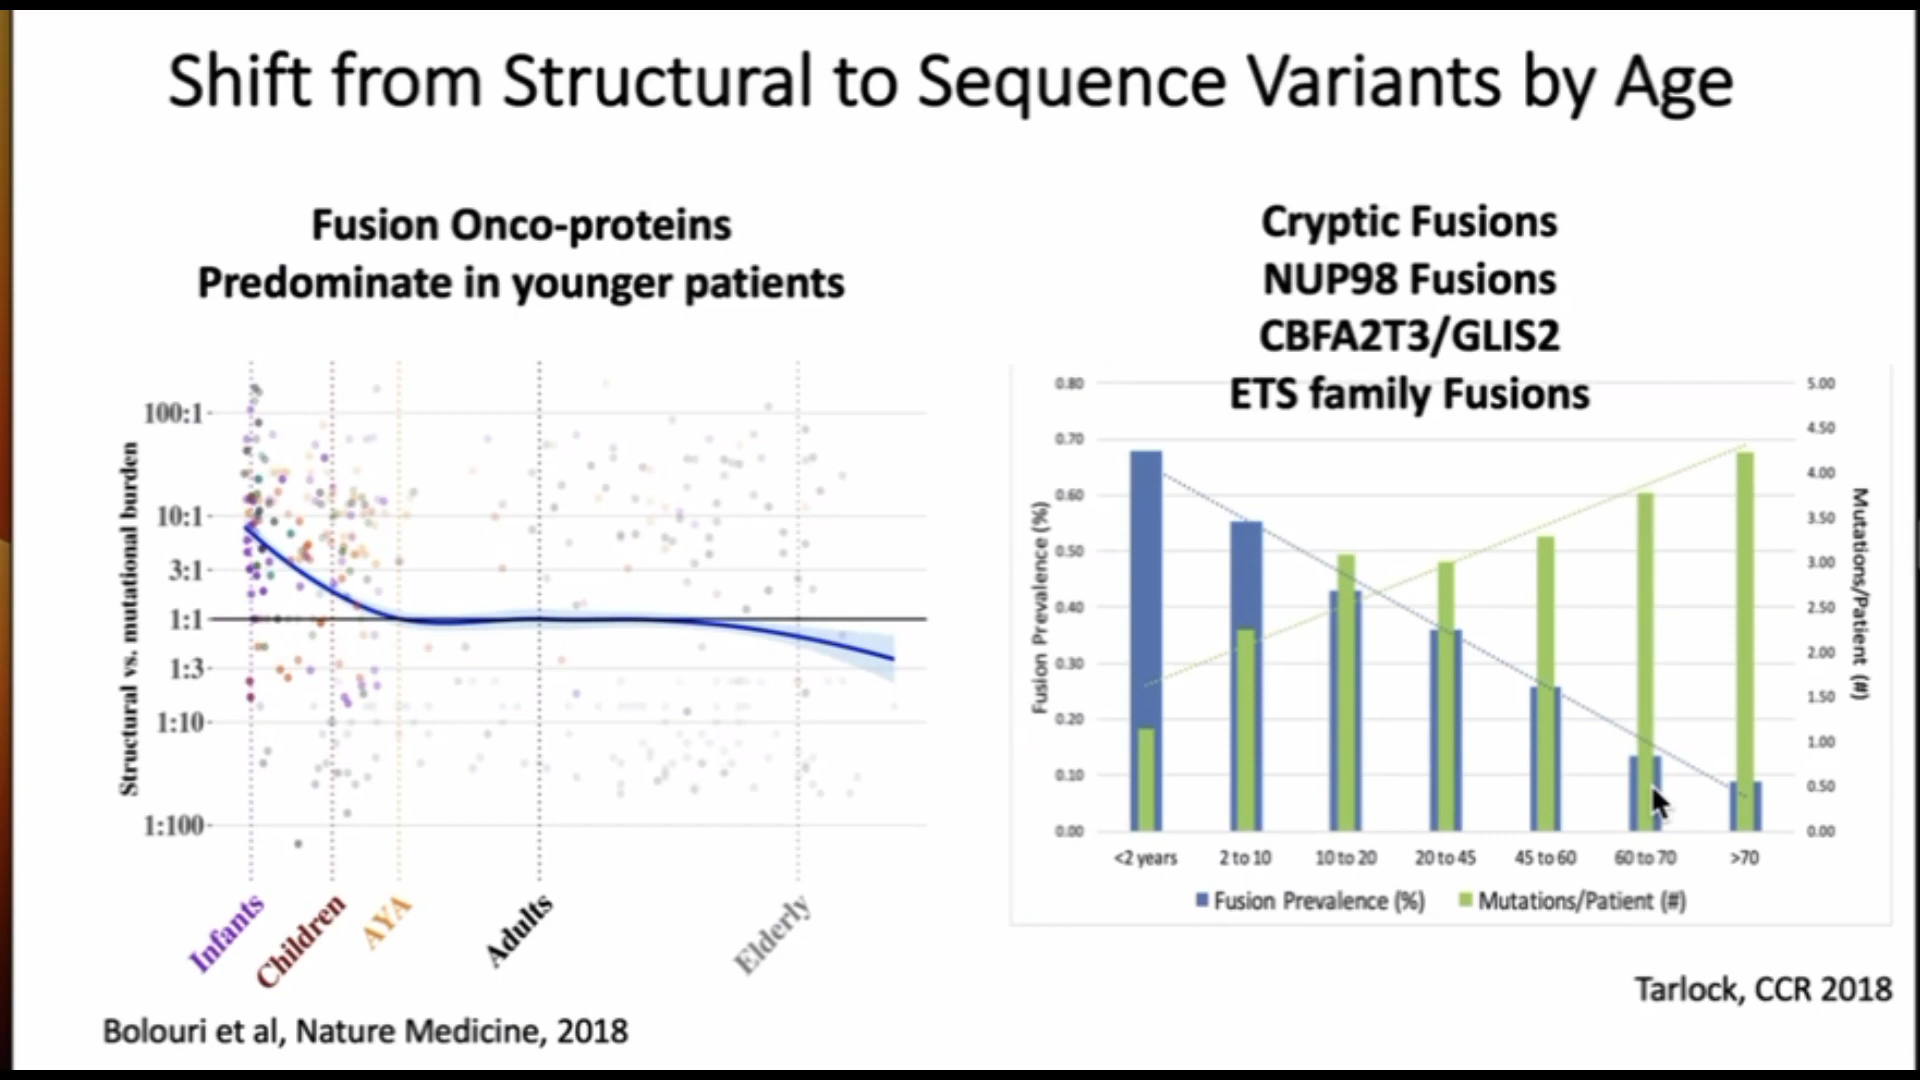 Shift from Structural to Sequence Variants by Age
Fusion Onco-proteins
Predominate in younger patients
Structural vs. mutational burden
100:1
10:1
3:1
1:1
1:3
1:10
1:100
Infants
Children
AYA
Adults
Elderly
Bolouri et al, Nature Medicine, 2018
Cryptic Fusions
NUP98 Fusions
CBFA2T3/GLIS2
ETS family Fusions
Fusion Prevalence (%)
0.80
0.70
0.60
0.50
0.40
0.30
0.20
0.10
0.00
5.00
4.50
4.00
3.50
3.00
2.50
2.00
1.50
1.00
0.50
0.00
Mutations/Patient (#)
<2 years
2 to 10
10 to 20
20 to 45
45 to 60
60 to 70
>70
Fusion Prevalence (%)
Mutations/Patient (#)
Tarlock, CCR 2018